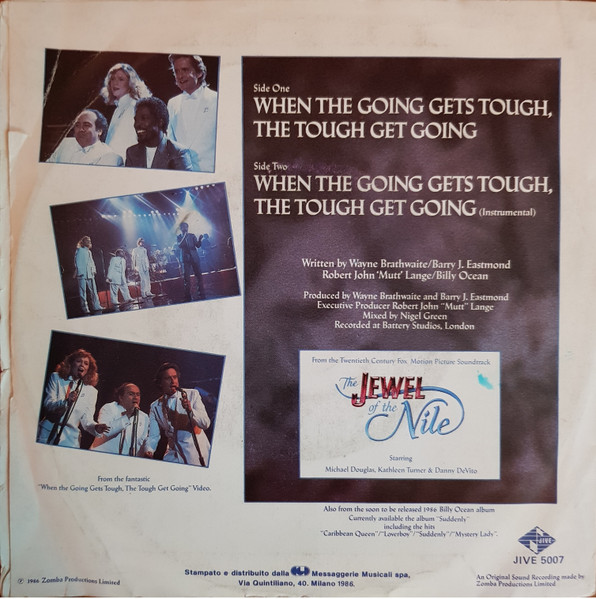 Side One
WHEN THE GOING GETS TOUGH,
THE TOUGH GET GOING
Side Two
WHEN THE GOING GETS TOUGH,
THE TOUGH GET GOING (Instrumental)
Written by Wayne Brathwaite/Barry J. Eastmond
Robert John 'Mutt' Lange/Billy Ocean
Produced by Wayne Brathwaite and Barry J. Eastmond
Executive Producer Robert John "Mutt" Lange
Mixed by Nigel Green
Recorded at Battery Studios, London
From the Twentieth Century Fox, Motion Picture Soundtrack
The JEWEL
of the Nile
Starring
Michael Douglas, Kathleen Turner & Danny DeVito
From the fantastic
"When the Going Gets Tough, The Tough Get Going" Video.
Also from the soon to be released 1986 Billy Ocean album
Currently available the album "Suddenly"
including the hits
"Caribbean Queen"/"Loverboy"/"Suddenly"/"Mystery Lady".
JIVE
JIVE 5007
An Original Sound Recording made by
Zomba Productions Limited
Stampato e distribuito dalla Messaggerie Musicali spa,
Via Quintiliano, 40. Milano 1986.
℗ 1986 Zomba Productions Limited